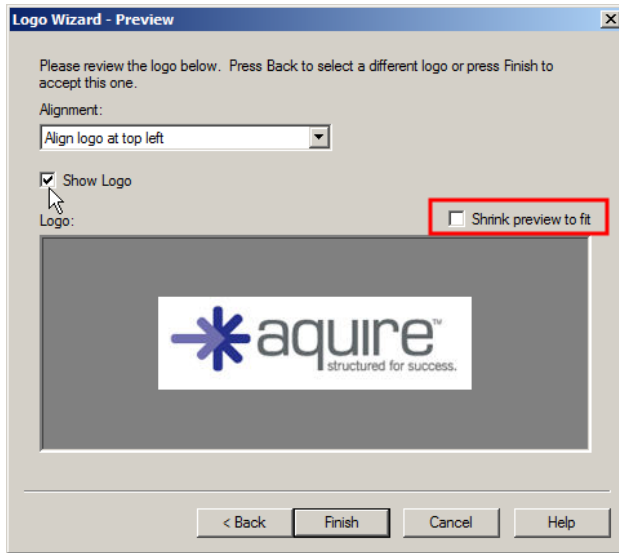 Logo Wizard - Preview
Please review the logo below. Press Back to select a different logo or press Finish to
accept this one.
Alignment:
Align logo at top left
Show Logo
Logo:
Shrink preview to fit
aquire™
structured for success.
< Back
Finish
Cancel
Help